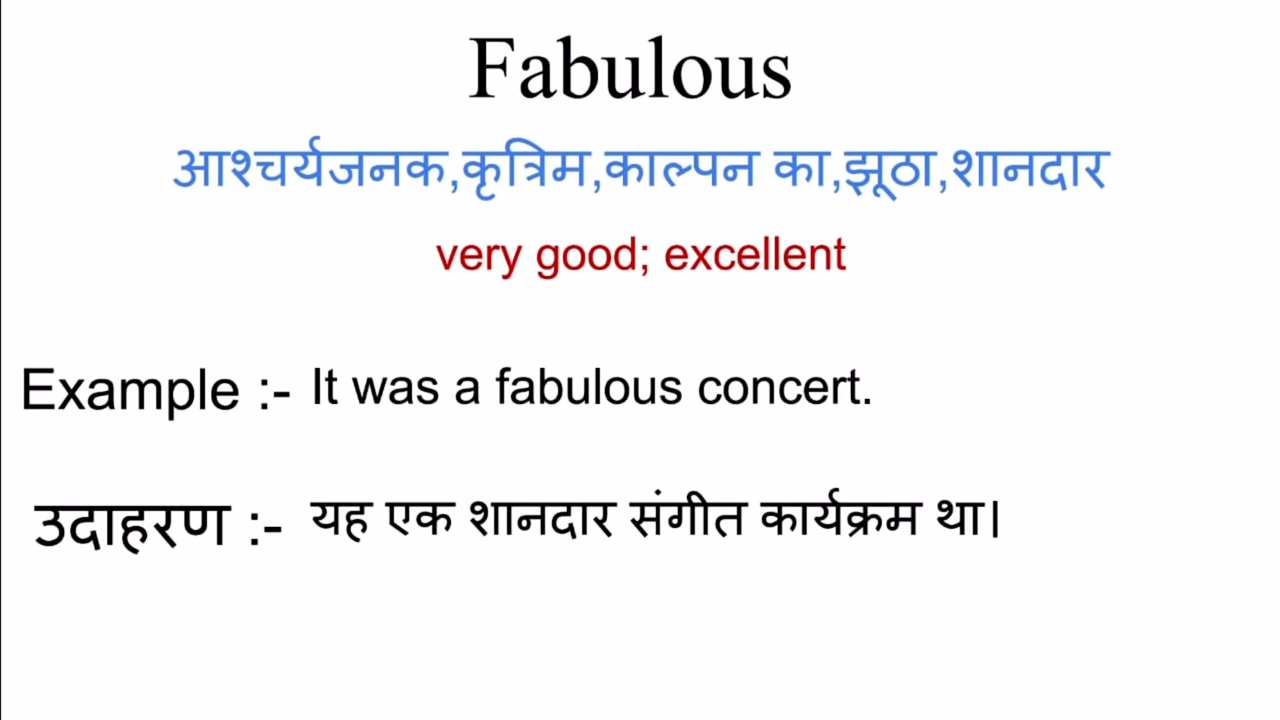 Fabulous
आश्चर्यजनक,कृत्रिम,काल्पन का,झूठा,शानदार
very good; excellent
Example :- It was a fabulous concert.
उदाहरण :- यह एक शानदार संगीत कार्यक्रम था।